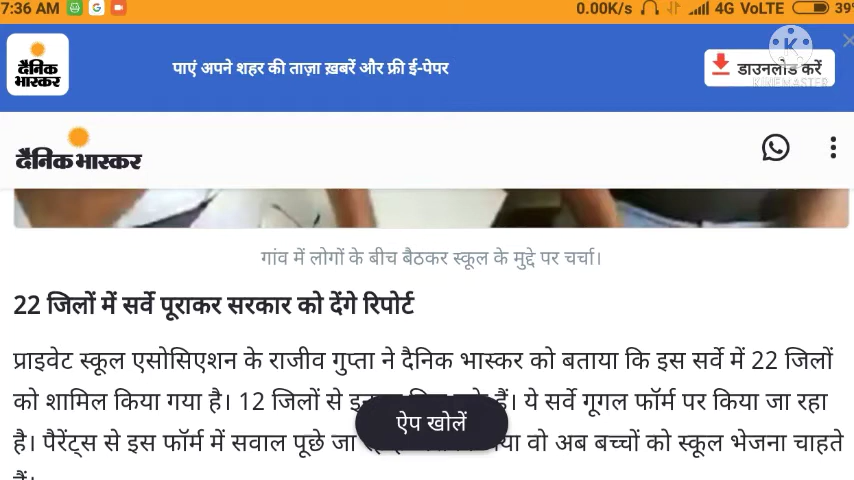 7:36 AM 0.00K/s 4G VoLTE 39
दैनिक भास्कर
पाएं अपने शहर की ताज़ा ख़बरें और फ्री ई-पेपर
डाउनलोड करें
KINEMASTER
दैनिक भास्कर
गांव में लोगों के बीच बैठकर स्कूल के मुद्दे पर चर्चा।
22 जिलों में सर्वे पूराकर सरकार को देंगे रिपोर्ट
प्राइवेट स्कूल एसोसिएशन के राजीव गुप्ता ने दैनिक भास्कर को बताया कि इस सर्वे में 22 जिलों
को शामिल किया गया है। 12 जिलों से हैं। ये सर्वे गूगल फॉर्म पर किया जा रहा
है। पैरेंट्स से इस फॉर्म में सवाल पूछे जा वो अब बच्चों को स्कूल भेजना चाहते
हैं।
ऐप खोलें